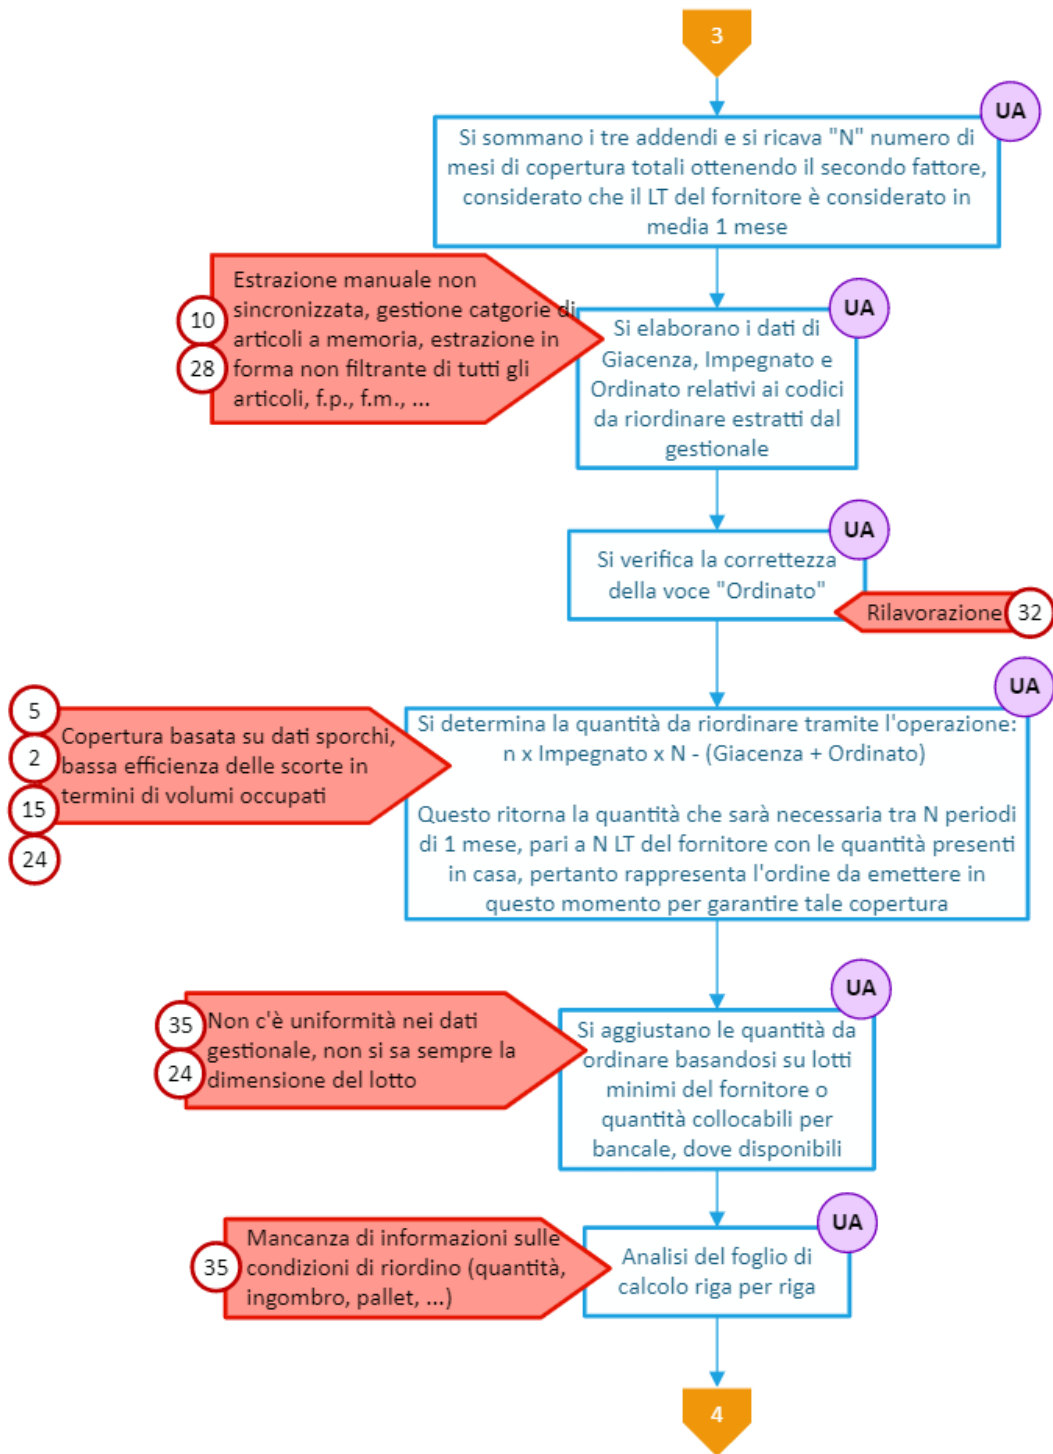 3
UA
Si sommano i tre addendi e si ricava "N" numero di
mesi di copertura totali ottenendo il secondo fattore,
considerato che il LT del fornitore è considerato in
media 1 mese
Estrazione manuale non
sincronizzata, gestione catgorie di
articoli a memoria, estrazione in
forma non filtrante di tutti gli
articoli, f.p., f.m., ...
10
28
UA
Si elaborano i dati di
Giacenza, Impegnato e
Ordinato relativi ai codici
da riordinare estratti dal
gestionale
UA
Si verifica la correttezza
della voce "Ordinato"
Rilavorazione
32
UA
5
2
15
24
Copertura basata su dati sporchi,
bassa efficienza delle scorte in
termini di volumi occupati
Si determina la quantità da riordinare tramite l'operazione:
n x Impegnato x N - (Giacenza + Ordinato)
Questo ritorna la quantità che sarà necessaria tra N periodi
di 1 mese, pari a N LT del fornitore con le quantità presenti
in casa, pertanto rappresenta l'ordine da emettere in
questo momento per garantire tale copertura
UA
35
24
Non c'è uniformità nei dati
gestionale, non si sa sempre la
dimensione del lotto
Si aggiustano le quantità da
ordinare basandosi su lotti
minimi del fornitore o
quantità collocabili per
bancale, dove disponibili
UA
35
Mancanza di informazioni sulle
condizioni di riordino (quantità,
ingombro, pallet, ...)
Analisi del foglio di
calcolo riga per riga
4